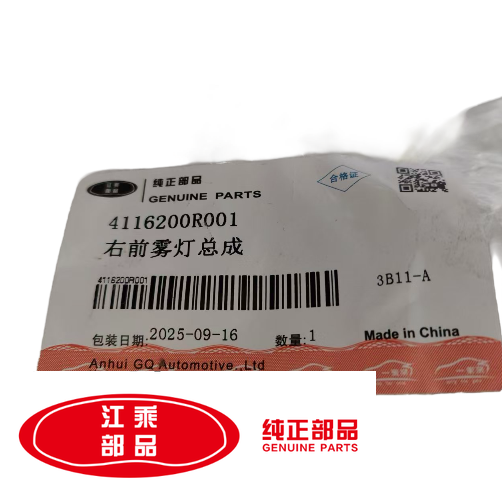 纯正部品
GENUINE PARTS
合格证
4116200R001
右前雾灯总成
4116200R001
3B11-A
包装日期:2025-09-16
数量:1
Made in China
Anhui GQ Automotive.,Ltd
江乘
部品
纯正部品
GENUINE PARTS